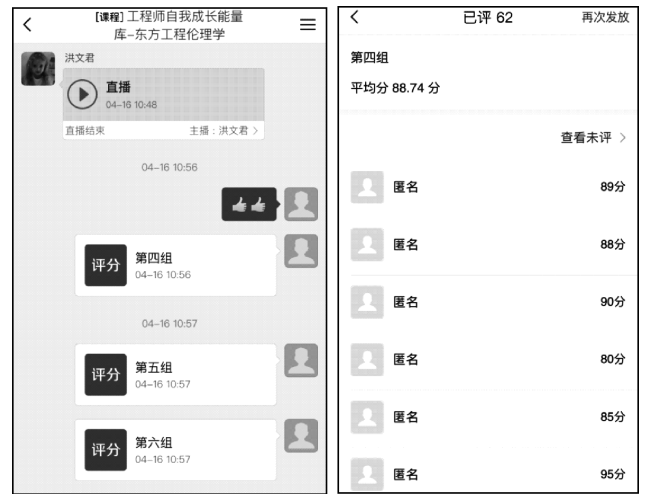 [课程]工程师自我成长能量
库-东方工程伦理学
洪文君
直播
04-16 10:48
直播结束
主播：洪文君 >
04-16 10:56
评分
第四组
04-16 10:56
04-16 10:57
评分
第五组
04-16 10:57
评分
第六组
04-16 10:57
已评 62
再次发放
第四组
平均分 88.74 分
查看未评 >
匿名 89分
匿名 88分
匿名 90分
匿名 80分
匿名 85分
匿名 95分